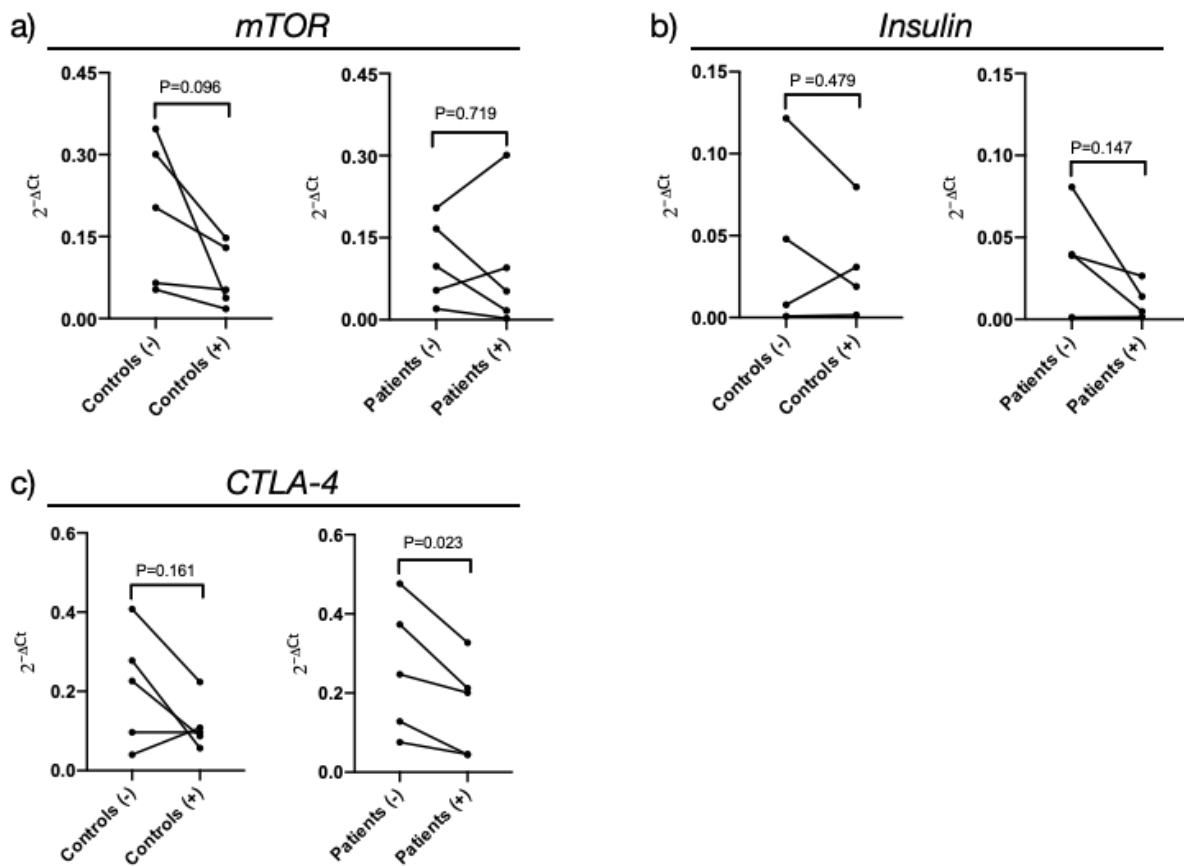 a) mTOR
0.45
0.30
0.15
0.00
2^-ΔCt
P=0.096
Controls (-)
Controls (+)
0.45
0.30
0.15
0.00
2^-ΔCt
P=0.719
Patients (-)
Patients (+)
b) Insulin
0.15
0.10
0.05
0.00
2^-ΔCt
P =0.479
Controls (-)
Controls (+)
0.15
0.10
0.05
0.00
2^-ΔCt
P=0.147
Patients (-)
Patients (+)
c) CTLA-4
0.6
0.4
0.2
0.0
2^-ΔCt
P=0.161
Controls (-)
Controls (+)
0.6
0.4
0.2
0.0
2^-ΔCt
P=0.023
Patients (-)
Patients (+)